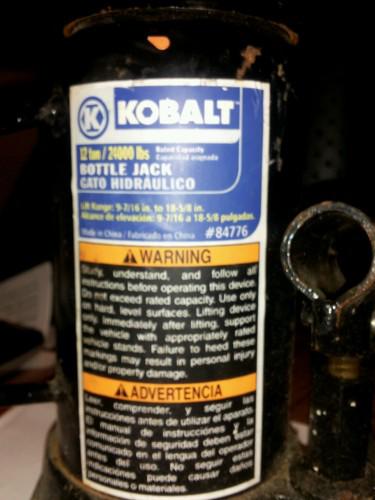 K KOBALT
12 ton / 24000 lbs Rated Capacity
Capacidad asignada
BOTTLE JACK
GATO HIDRÁULICO
Lift Range: 9-7/16 in. to 18-5/8 in.
Alcance de elevación: 9-7/16 a 18-5/8 pulgadas.
Made in China / Fabricado en China #84776
WARNING
Study, understand, and follow all
instructions before operating this device.
Do not exceed rated capacity. Use only
on hard, level surfaces. Lifting device
only. Immediately after lifting, support
the vehicle with appropriately rated
vehicle stands. Failure to heed these
markings may result in personal injury
and/or property damage.
ADVERTENCIA
Leer, comprender, y seguir las
instrucciones antes de utilizar el aparato.
El manual de instrucciones y la
información de seguridad deben estar
comunicado en el lengua del operador
antes del uso. No seguir estas
indicaciones puede causar daños
personales o materiales.